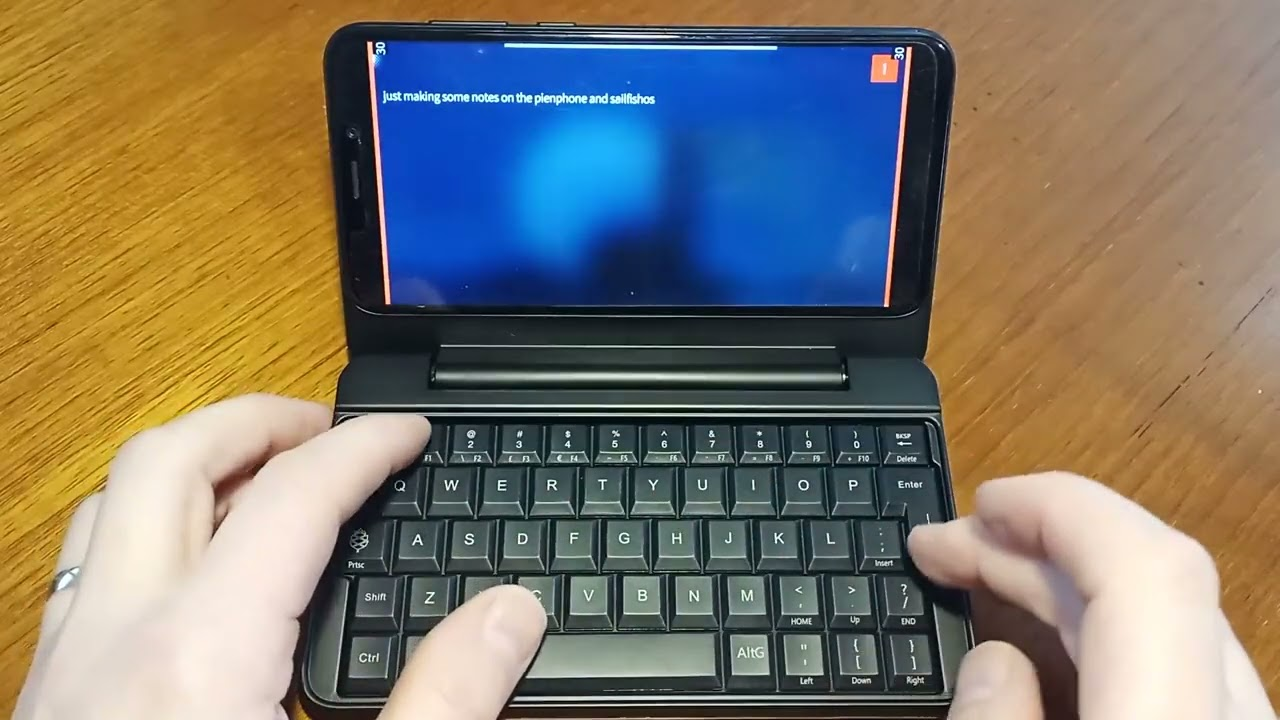 30
30
1
just making some notes on the pienphone and sailfishos
F1 @ 2 \ F2 # 3 £ F3 $ 4 € F4 % 5 ~ F5 ^ 6 F6 & 7 - F7 * 8 = F8 ( 9 - F9 ) 0 + F10 BKSP ← Delete
Q W E R T Y U I O P Enter
Prtsc A S D F G H J K L : ; Insert
Shift Z C V B N M < , HOME > . Up ? / END
Ctrl AltG " ' Left { [ Down } ] Right